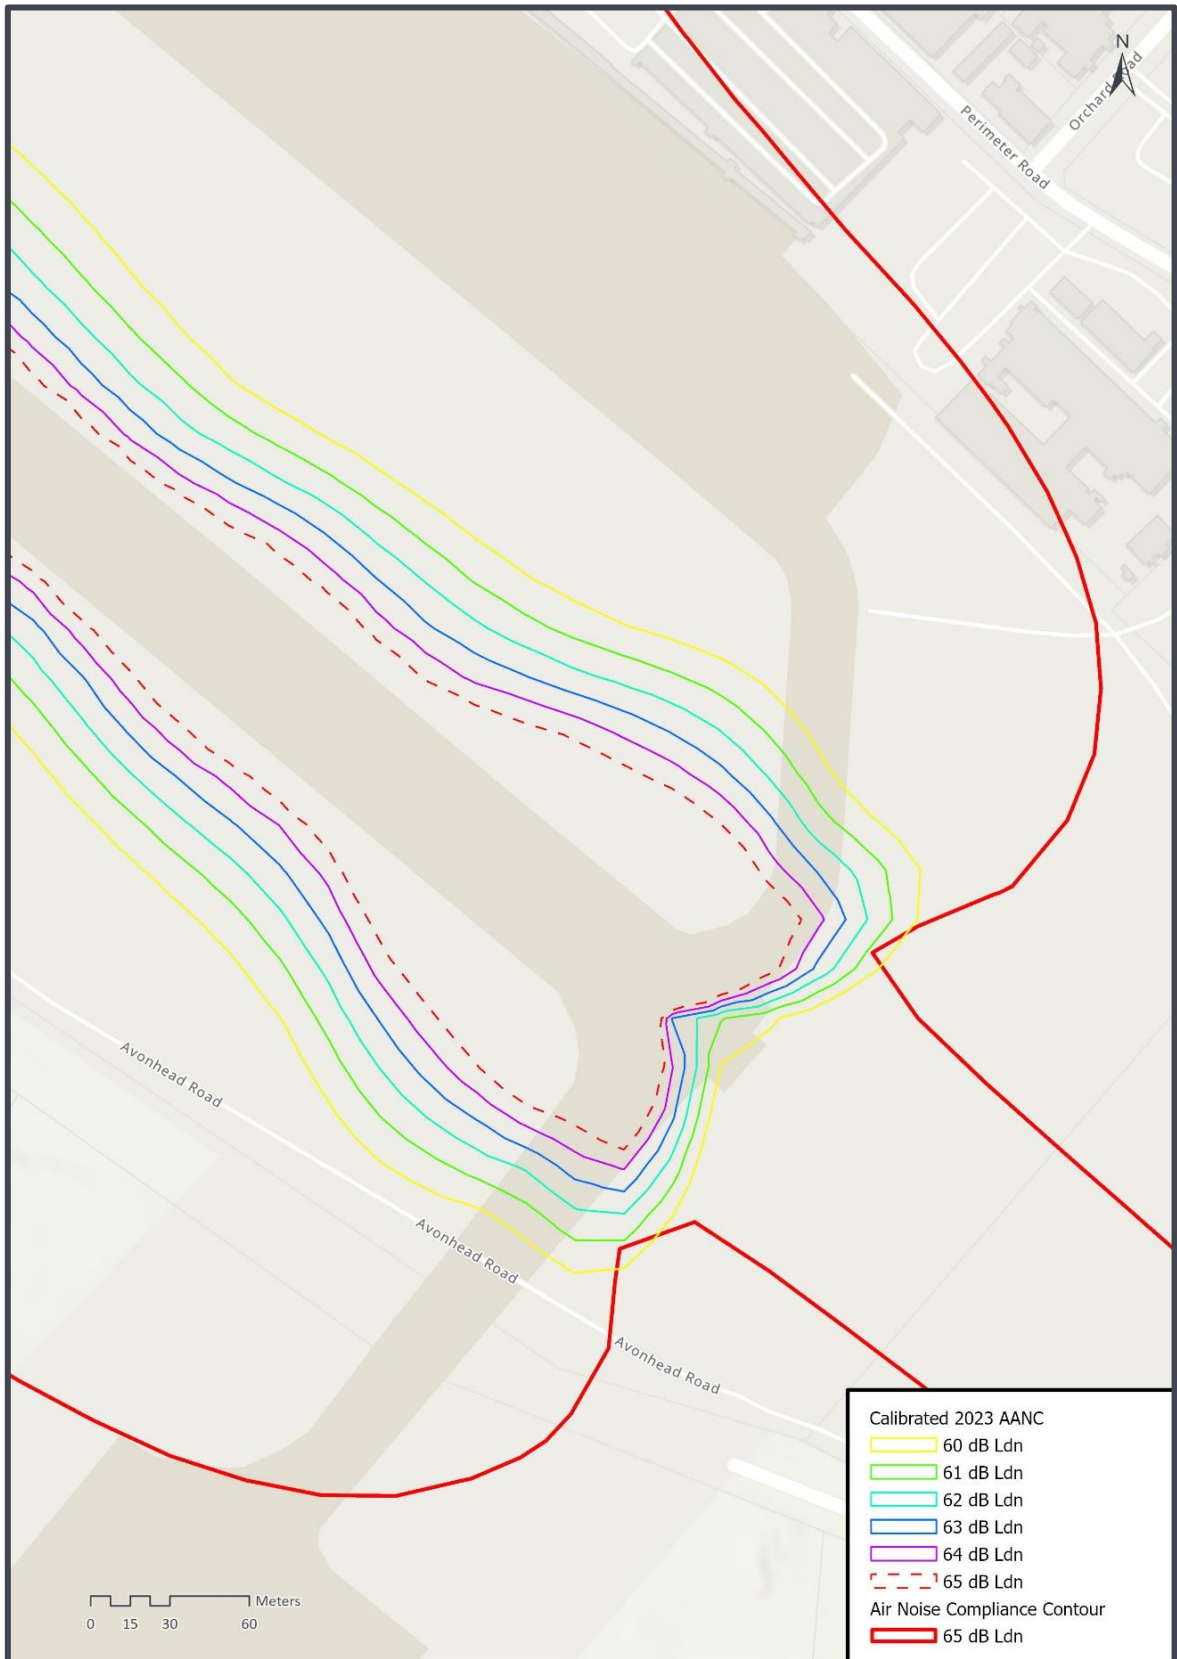 N
Orchard Road
Perimeter Road
Avonhead Road
Avonhead Road
Avonhead Road
Calibrated 2023 AANC
60 dB Ldn
61 dB Ldn
62 dB Ldn
63 dB Ldn
64 dB Ldn
65 dB Ldn
Air Noise Compliance Contour
65 dB Ldn
Meters
0 15 30 60